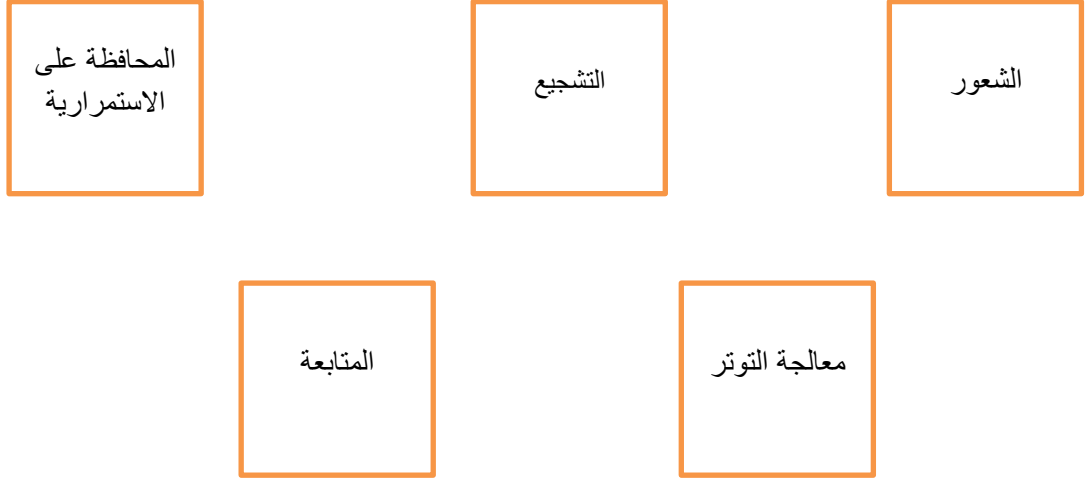 الشعور
التشجيع
المحافظة على
الاستمرارية
معالجة التوتر
المتابعة